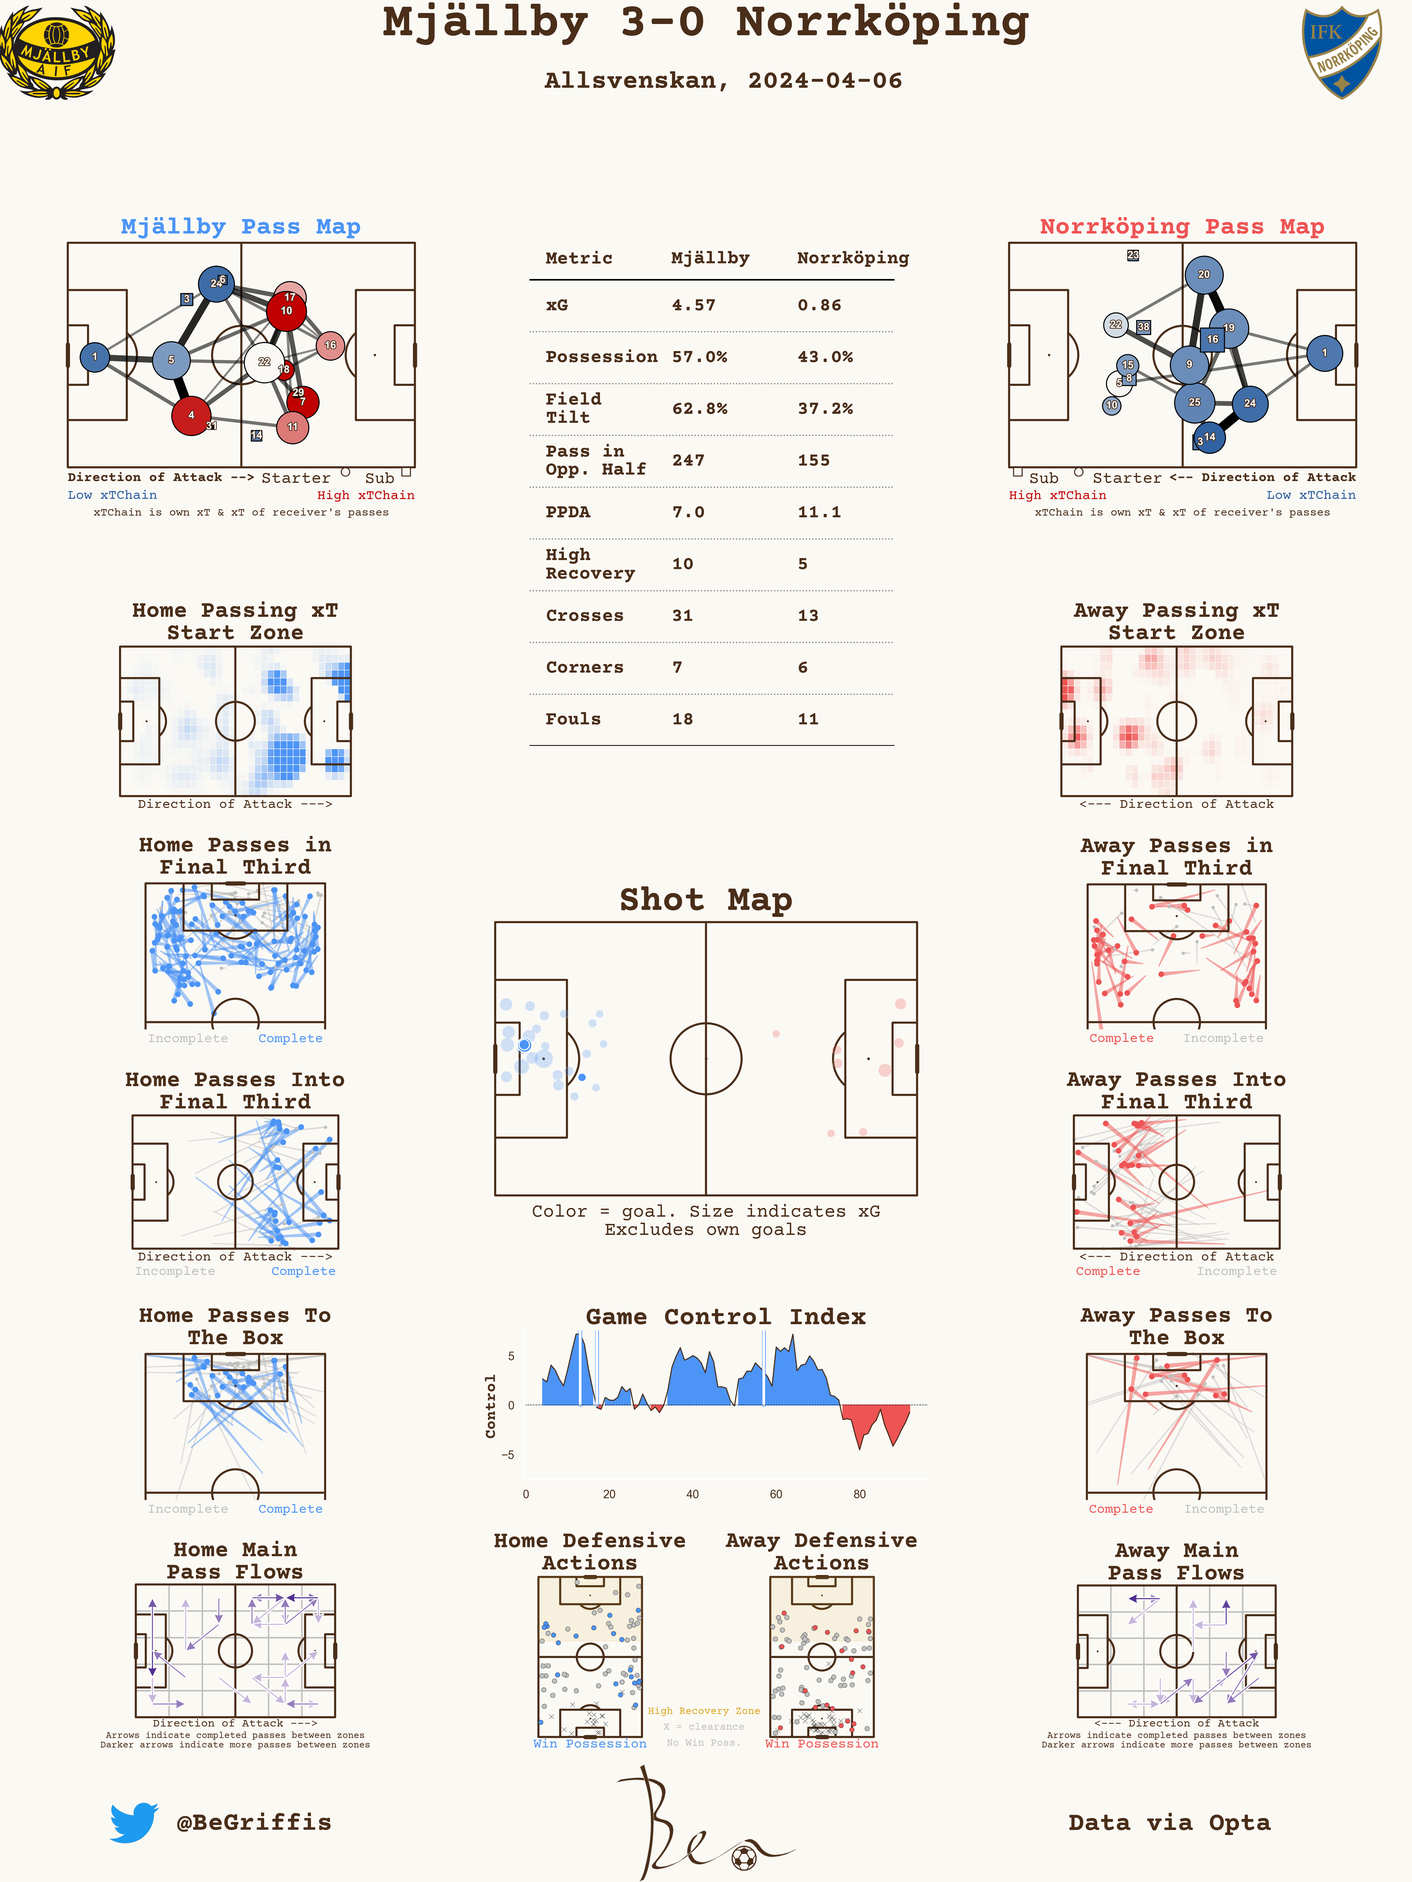 Mjällby 3-0 Norrköping
Allsvenskan, 2024-04-06
MJÄLLBY
AIF
IFK
NORRKÖPING
Mjällby Pass Map
24
6
3
17
10
16
1
5
22
18
29
7
4
31
11
14
Direction of Attack --> Starter Sub
Low xTChain High xTChain
xTChain is own xT & xT of receiver's passes
Metric Mjällby Norrköping
xG 4.57 0.86
Possession 57.0% 43.0%
Field
Tilt 62.8% 37.2%
Pass in
Opp. Half 247 155
PPDA 7.0 11.1
High
Recovery 10 5
Crosses 31 13
Corners 7 6
Fouls 18 11
Norrköping Pass Map
23
20
22
38
19
16
1
15
9
5
8
10
25
24
3
14
Sub Starter <-- Direction of Attack
High xTChain Low xTChain
xTChain is own xT & xT of receiver's passes
Home Passing xT
Start Zone
Direction of Attack --->
Away Passing xT
Start Zone
<--- Direction of Attack
Home Passes in
Final Third
Incomplete Complete
Away Passes in
Final Third
Complete Incomplete
Shot Map
Color = goal. Size indicates xG
Excludes own goals
Home Passes Into
Final Third
Direction of Attack --->
Incomplete Complete
Away Passes Into
Final Third
<--- Direction of Attack
Complete Incomplete
Home Passes To
The Box
Incomplete Complete
Game Control Index
Control
5
0
−5
0 20 40 60 80
Away Passes To
The Box
Complete Incomplete
Home Main
Pass Flows
Direction of Attack --->
Arrows indicate completed passes between zones
Darker arrows indicate more passes between zones
Home Defensive
Actions
Win Possession
High Recovery Zone
X = clearance
No Win Poss.
Away Defensive
Actions
Win Possession
Away Main
Pass Flows
<--- Direction of Attack
Arrows indicate completed passes between zones
Darker arrows indicate more passes between zones
@BeGriffis
Ben
Data via Opta